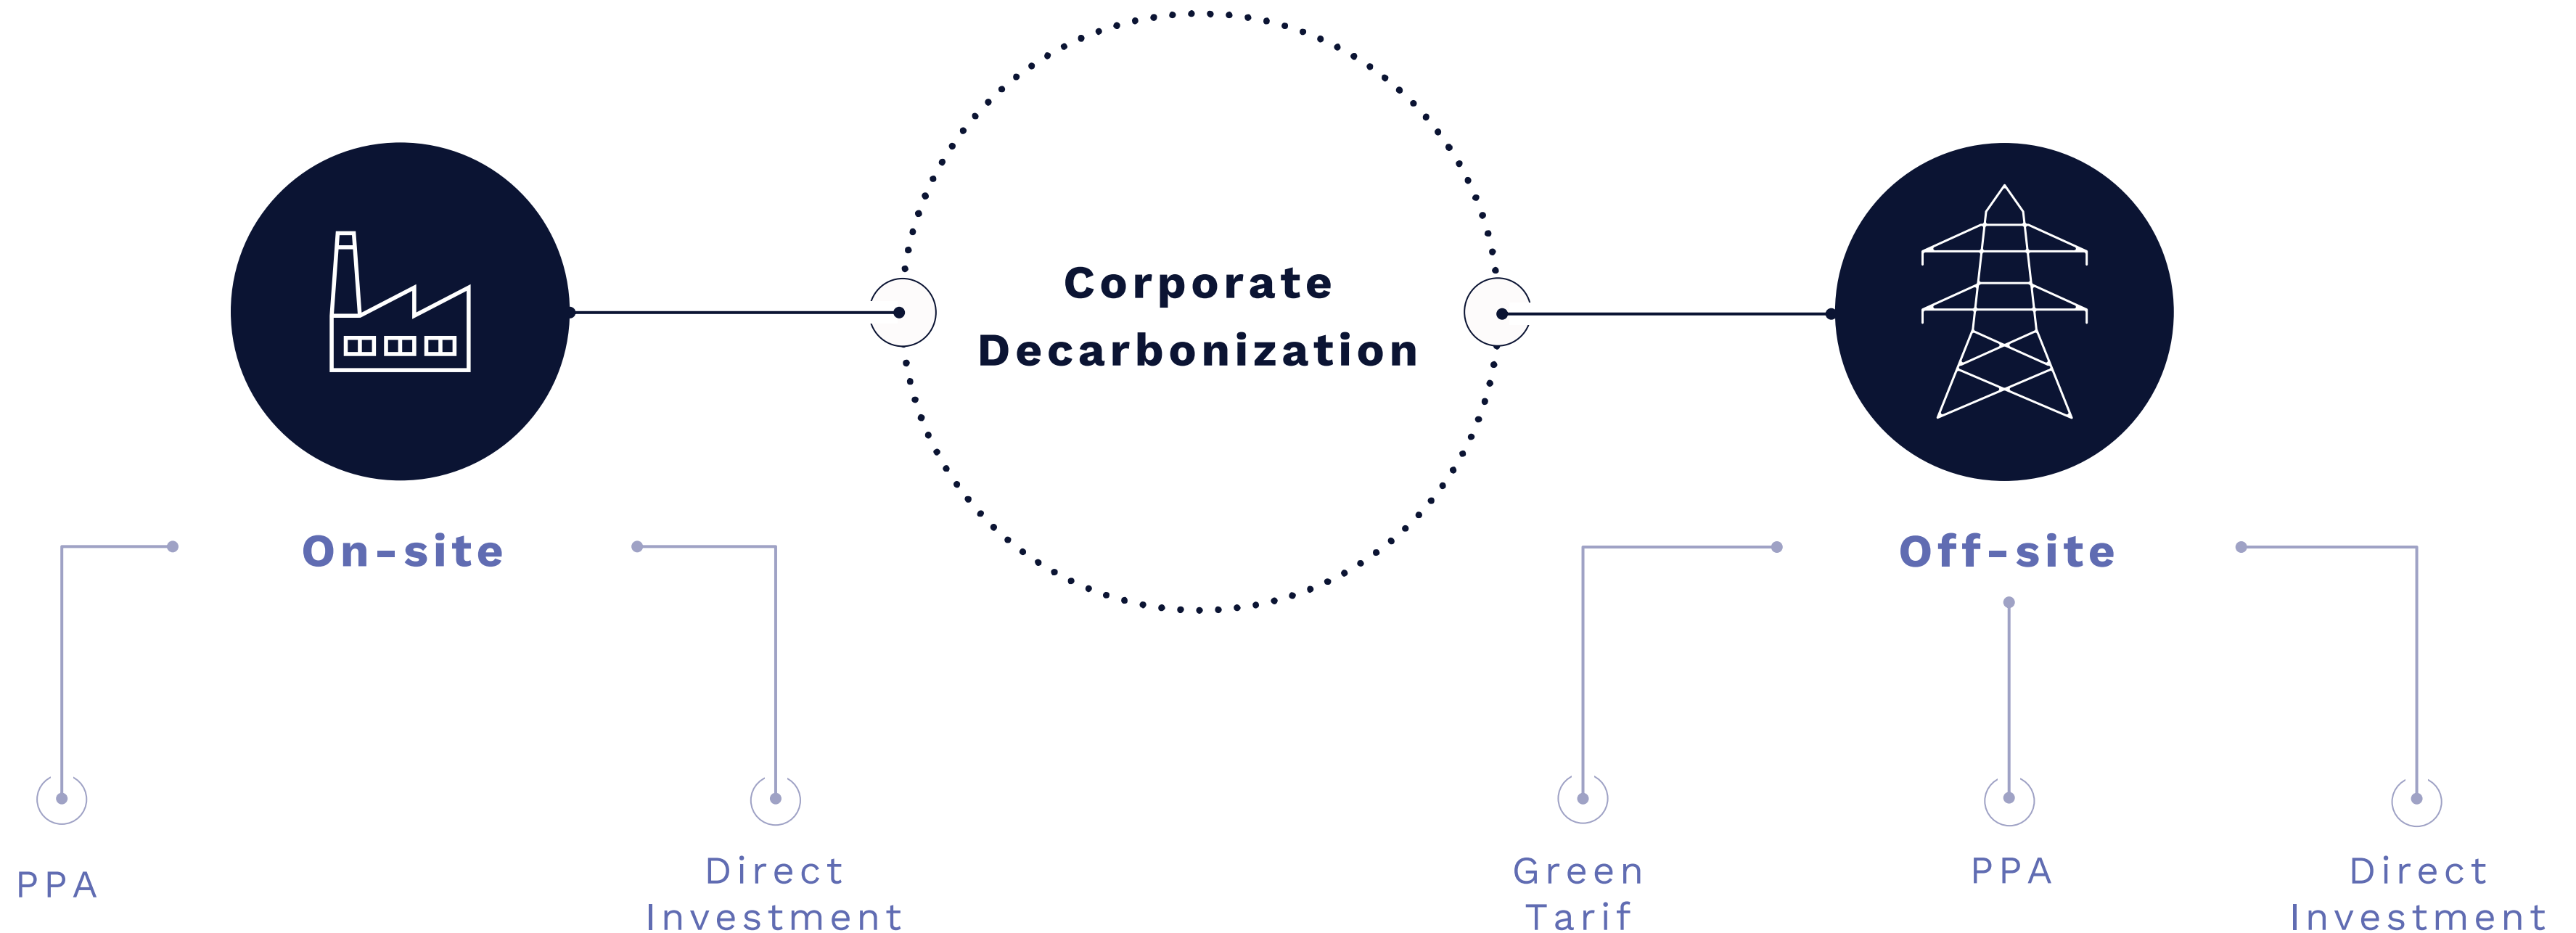 Corporate
Decarbonization
On-site
Off-site
PPA
Direct
Investment
Green
Tarif
PPA
Direct
Investment